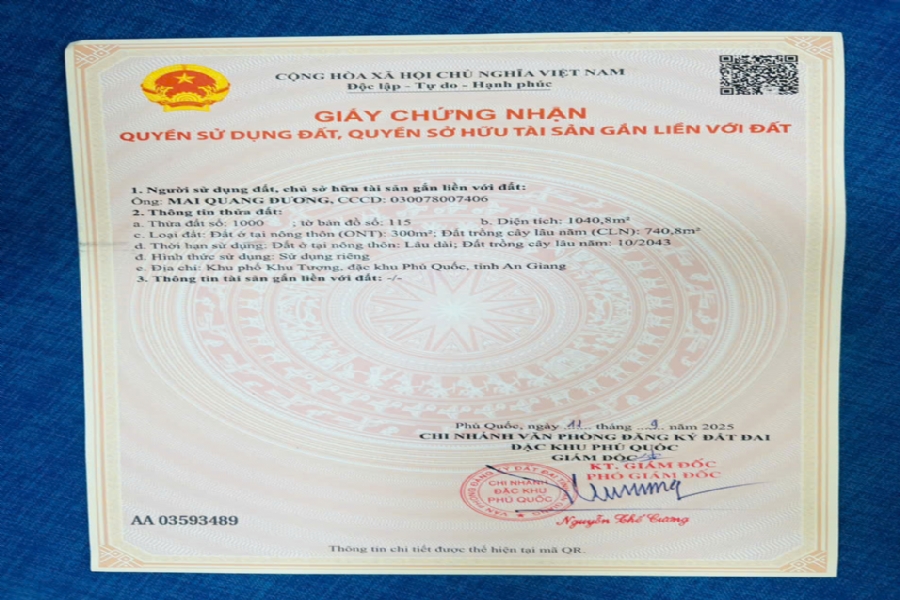 CỘNG HÒA XÃ HỘI CHỦ NGHĨA VIỆT NAM
Độc lập - Tự do - Hạnh phúc
GIẤY CHỨNG NHẬN
QUYỀN SỬ DỤNG ĐẤT, QUYỀN SỞ HỮU TÀI SẢN GẮN LIỀN VỚI ĐẤT
1. Người sử dụng đất, chủ sở hữu tài sản gắn liền với đất:
Ông: MAI QUANG DƯƠNG, CCCD: 030078007406
2. Thông tin thửa đất:
a. Thửa đất số: 1000 ; tờ bản đồ số: 115 b. Diện tích: 1040,8m²
c. Loại đất: Đất ở tại nông thôn (ONT): 300m²; Đất trồng cây lâu năm (CLN): 740,8m²
d. Thời hạn sử dụng: Đất ở tại nông thôn: Lâu dài; Đất trồng cây lâu năm: 10/2043
đ. Hình thức sử dụng: Sử dụng riêng
e. Địa chỉ: Khu phố Khu Tượng, đặc khu Phú Quốc, tỉnh An Giang
3. Thông tin tài sản gắn liền với đất: -/-
Phú Quốc, ngày 11 tháng 9 năm 2025
CHI NHÁNH VĂN PHÒNG ĐĂNG KÝ ĐẤT ĐAI
ĐẶC KHU PHÚ QUỐC
GIÁM ĐỐC
KT. GIÁM ĐỐC
PHÓ GIÁM ĐỐC
CHI NHÁNH
ĐẶC KHU
PHÚ QUỐC
Nguyễn Thế Cương
AA 03593489
Thông tin chi tiết được thể hiện tại mã QR.